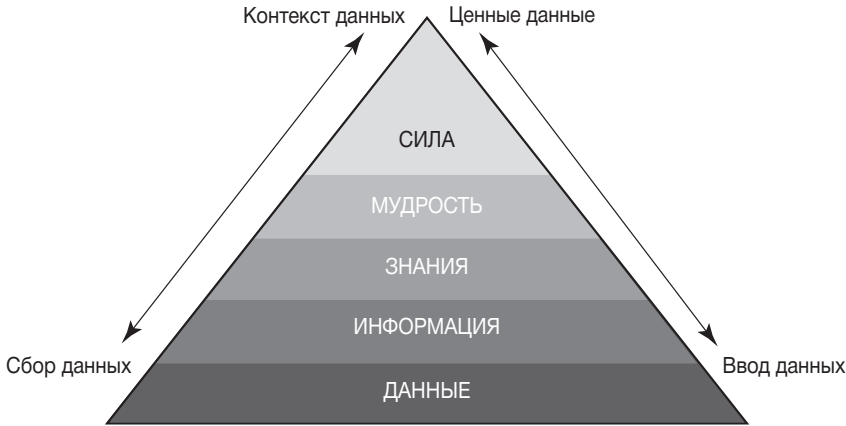 Контекст данных
Ценные данные
СИЛА
МУДРОСТЬ
ЗНАНИЯ
ИНФОРМАЦИЯ
Сбор данных
Ввод данных
ДАННЫЕ